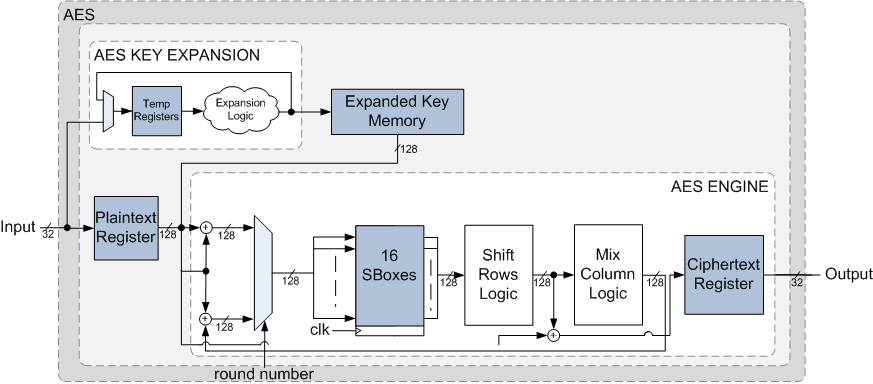 AES
AES KEY EXPANSION
Temp
Registers
Expansion
Logic
Expanded Key
Memory
128
AES ENGINE
Input
32
Plaintext
Register
128
128
128
128
clk
16
SBoxes
128
Shift
Rows
Logic
128
Mix
Column
Logic
128
Ciphertext
Register
32
Output
round number